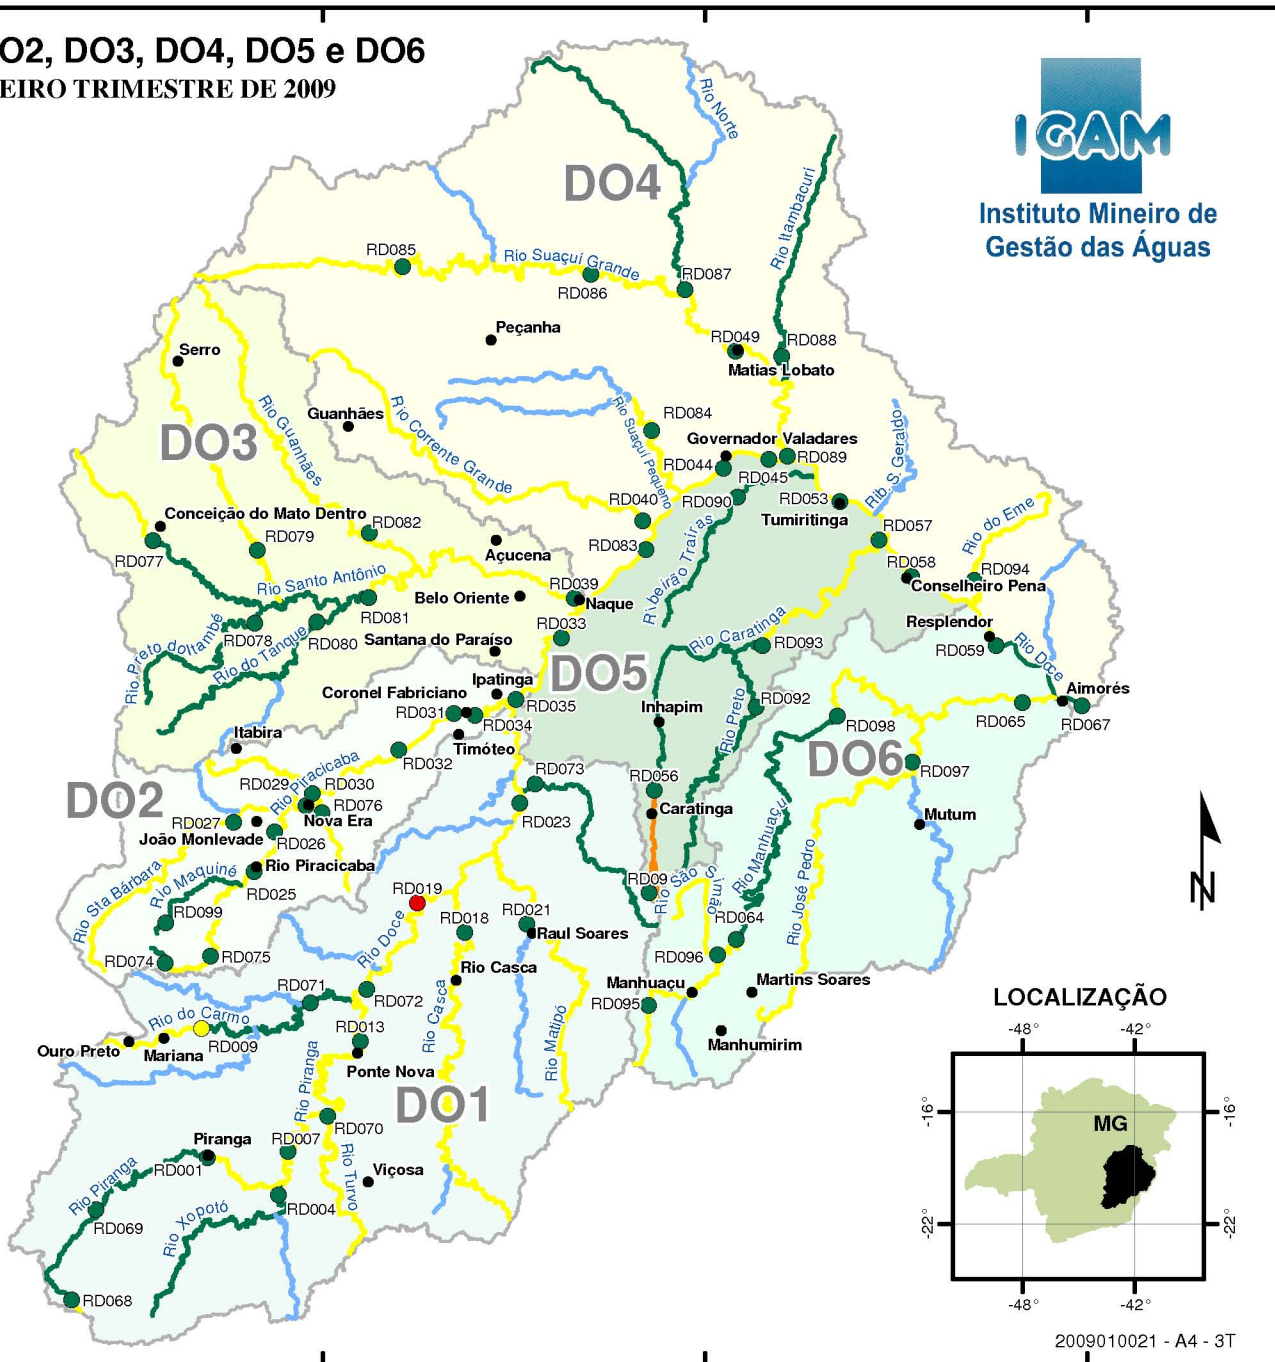 O2, DO3, DO4, DO5 e DO6
EIRO TRIMESTRE DE 2009
IGAM
Instituto Mineiro de
Gestão das Águas
Rio Norte
DO4
Rio Itambacuri
RD085
Rio Suaçuí Grande
RD086
RD087
Peçanha
RD049
RD088
Matias Lobato
Serro
Guanhães
Rio Guanhães
Rio Corrente Grande
Rio Suaçuí Pequeno
RD084
DO3
Governador Valadares
RD044
RD089
RD045
Rib. S. Geraldo
RD040
RD090
RD053
Tumiritinga
Conceição do Mato Dentro
RD082
RD079
RD077
Açucena
RD083
Ribeirão Traíras
RD057
Rio do Eme
RD058
RD094
Conselheiro Pena
Rio Santo Antônio
RD039
Belo Oriente
Naque
RD081
RD033
RD078
RD080
Santana do Paraíso
Rio Preto do Itambé
Rio do Tanque
Rio Caratinga
RD093
Resplendor
RD059
Rio Doce
DO5
Ipatinga
Coronel Fabriciano
RD035
RD031
RD034
Timóteo
Inhapim
Rio Preto
RD092
Aimorés
RD065
RD067
RD098
Itabira
RD032
DO6
DO2
RD029
Rio Piracicaba
RD030
RD076
Nova Era
RD073
RD056
RD097
RD027
João Monlevade
RD026
RD023
Caratinga
Mutum
Rio Manhuaçu
Rio Sta Bárbara
Rio Maquiné
Rio Piracicaba
RD025
RD019
RD09
Rio São Simão
Rio José Pedro
RD099
RD018
RD021
Raul Soares
RD064
RD074
RD075
Rio Doce
Rio Casca
RD096
Manhuaçu
Martins Soares
RD071
RD072
RD095
LOCALIZAÇÃO
Rio do Carmo
RD009
RD013
Ouro Preto
Mariana
Rio Casca
Rio Matipó
Manhumirim
Ponte Nova
Rio Piranga
DO1
RD070
Piranga
RD007
RD001
Rio Turvo
Viçosa
Rio Piranga
RD004
RD069
Rio Xopotó
RD068
-48°
-42°
-16°
-16°
MG
-22°
-22°
-48°
-42°
N
2009010021 - A4 - 3T